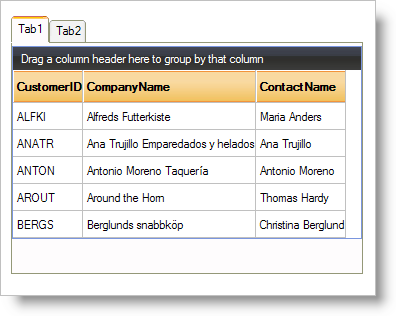 Tab1 Tab2
Drag a column header here to group by that column
CustomerID CompanyName ContactName
ALFKI Alfreds Futterkiste Maria Anders
ANATR Ana Trujillo Emparedados y helados Ana Trujillo
ANTON Antonio Moreno Taquería Antonio Moreno
AROUT Around the Horn Thomas Hardy
BERGS Berglunds snabbköp Christina Berglund